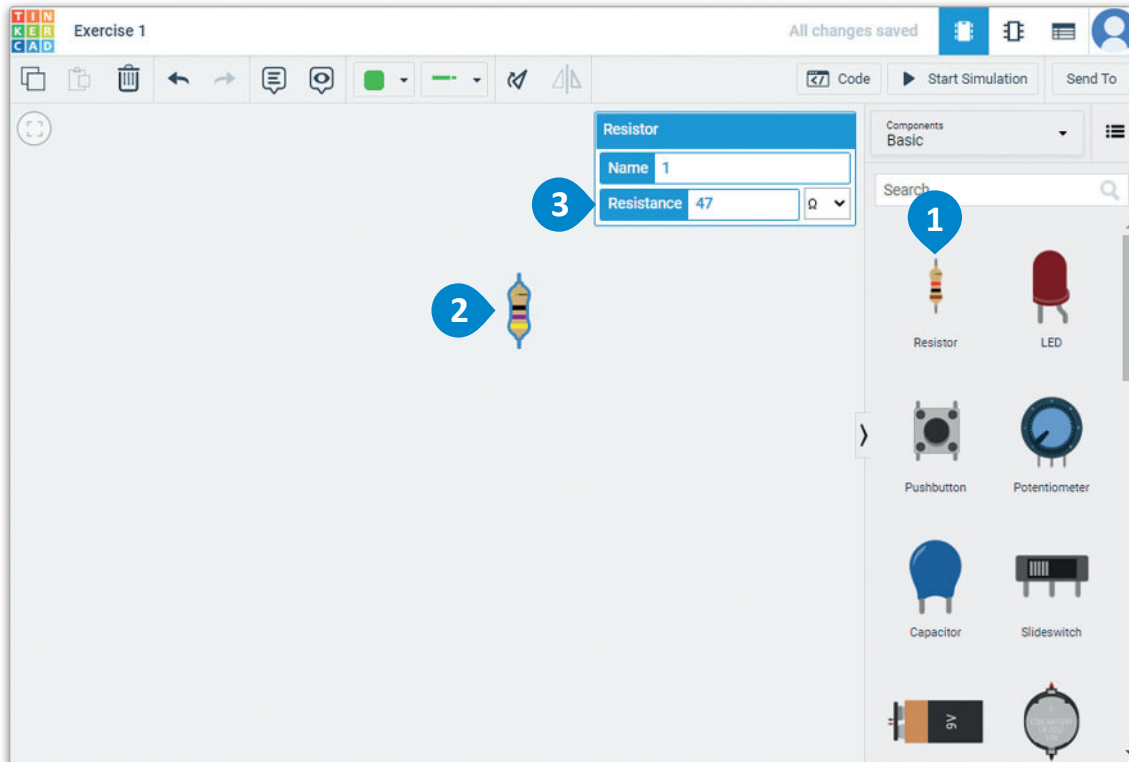 TIN
KER
CAD
Exercise 1
All changes saved
Code
Start Simulation
Send To
Resistor
Name 1
3
Resistance 47 Ω
Components
Basic
Search
1
2
Resistor
LED
Pushbutton
Potentiometer
Capacitor
Slideswitch
9V